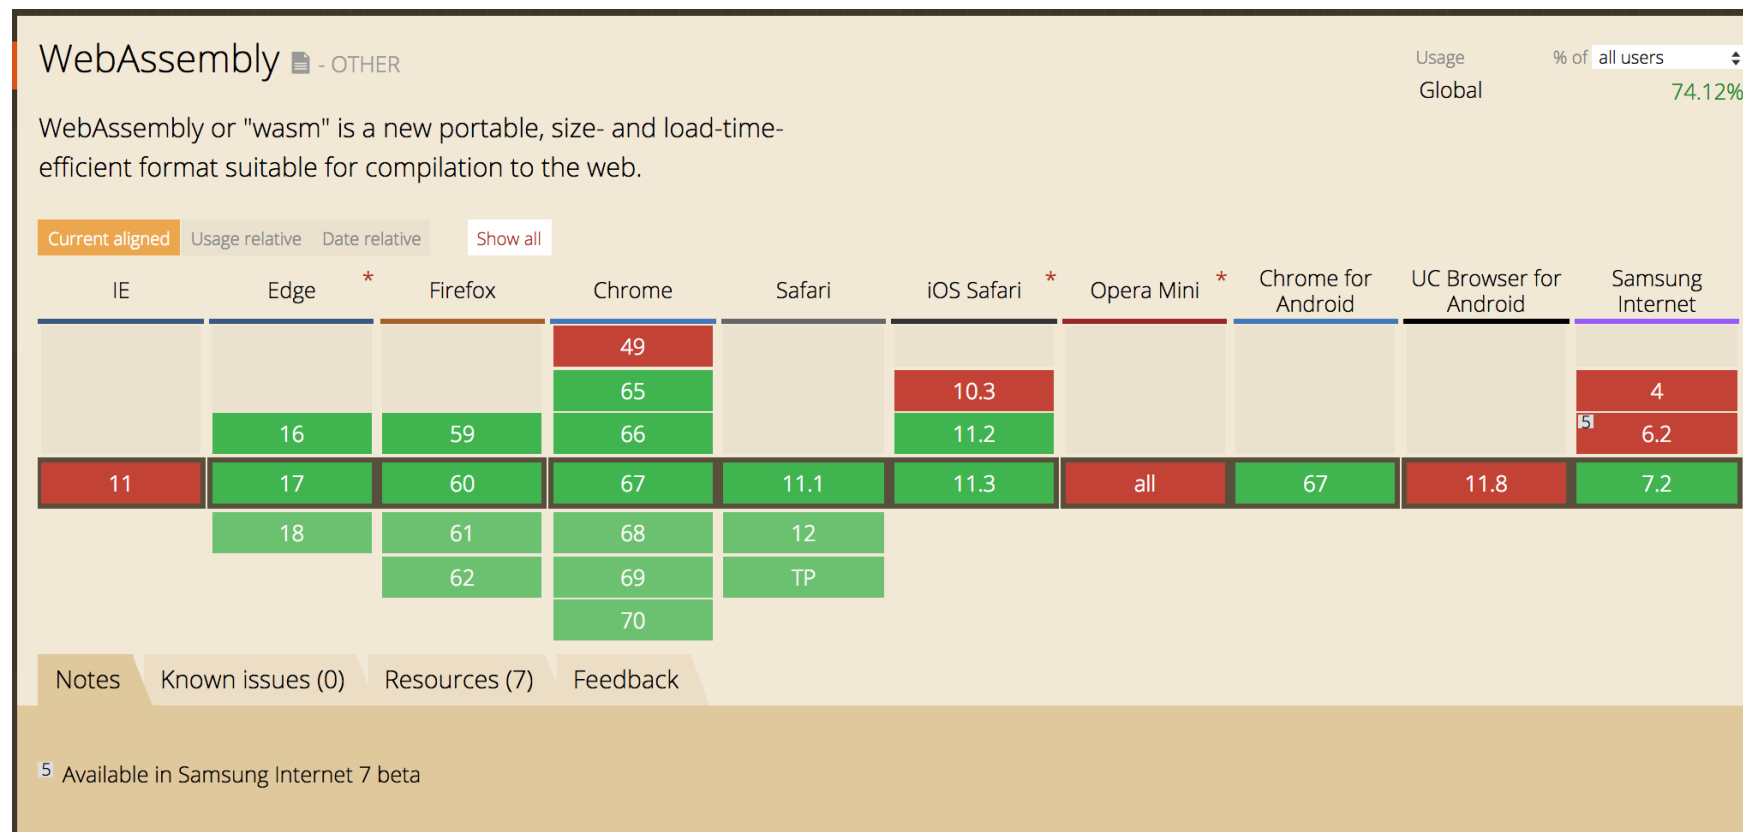 WebAssembly - OTHER
Usage % of all users
Global 74.12%
WebAssembly or "wasm" is a new portable, size- and load-time-
efficient format suitable for compilation to the web.
Current aligned Usage relative Date relative Show all
IE Edge * Firefox Chrome Safari iOS Safari * Opera Mini * Chrome for Android UC Browser for Android Samsung Internet
49
65 10.3 4
16 59 66 11.2 5 6.2
11 17 60 67 11.1 11.3 all 67 11.8 7.2
18 61 68 12
62 69 TP
70
Notes Known issues (0) Resources (7) Feedback
5 Available in Samsung Internet 7 beta